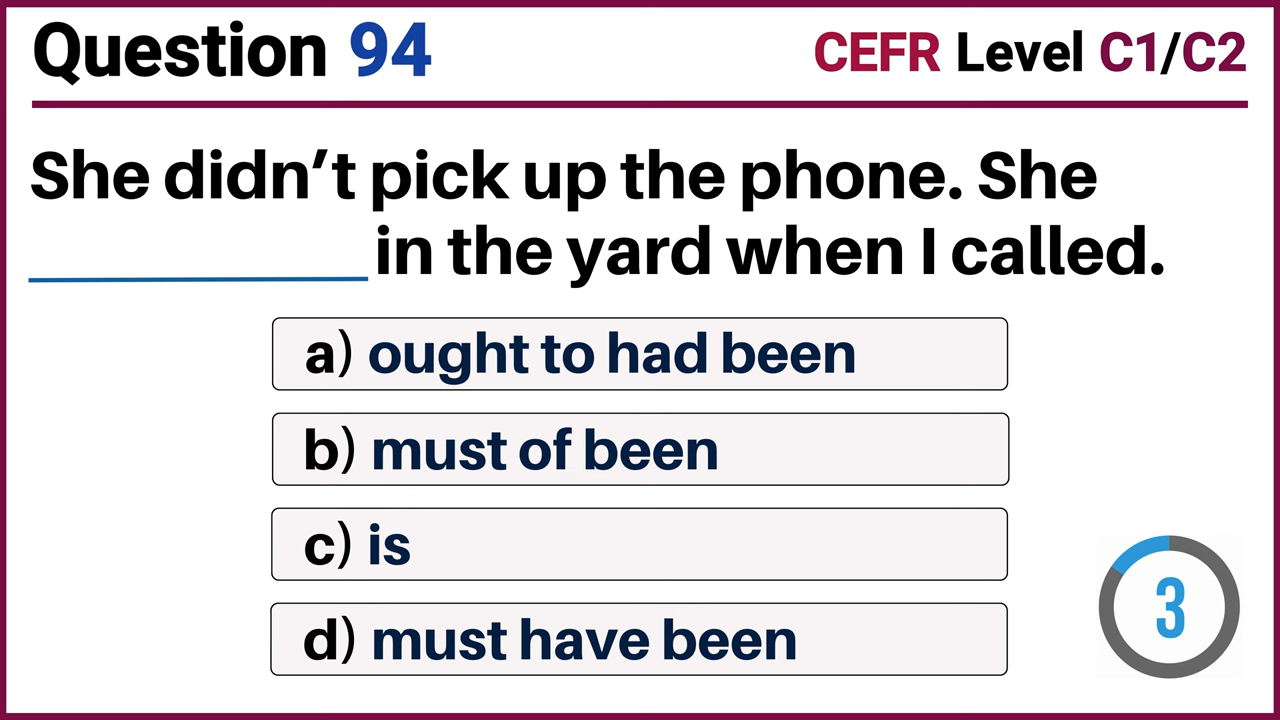 Question 94
CEFR Level C1/C2
She didn’t pick up the phone. She
__________ in the yard when I called.
a) ought to had been
b) must of been
c) is
d) must have been
3